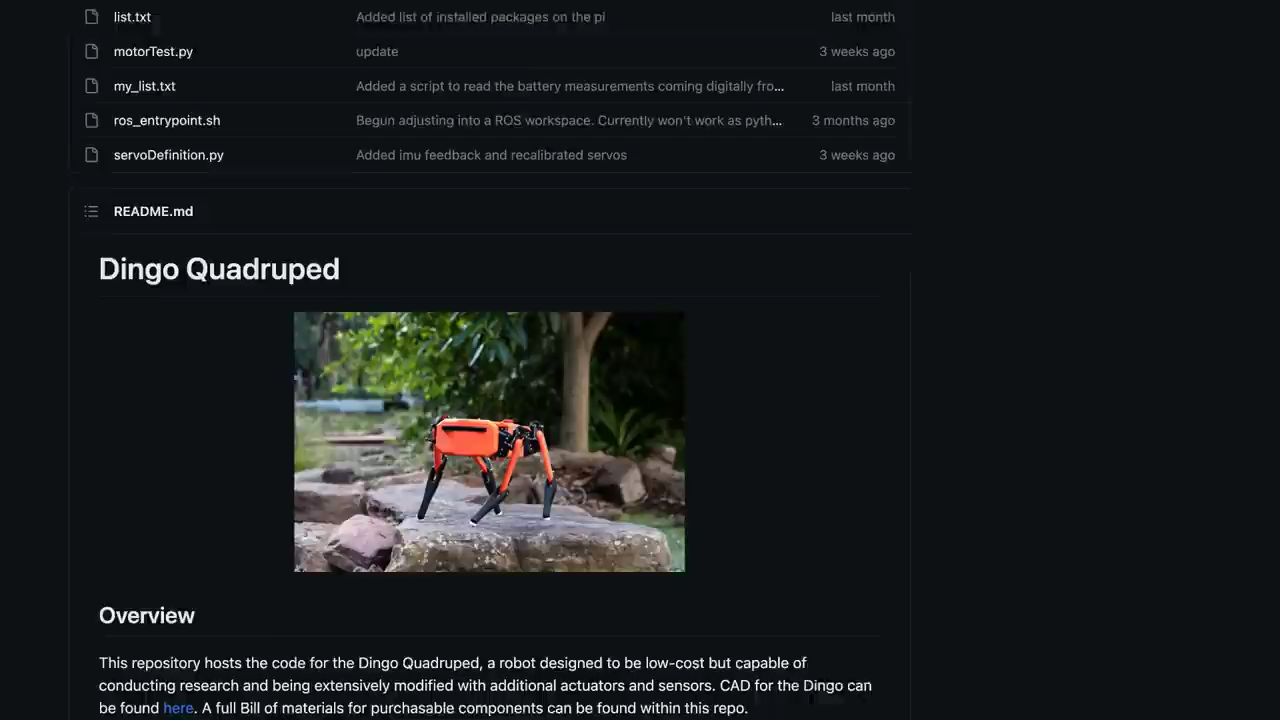 list.txt Added list of installed packages on the pi last month
motorTest.py update 3 weeks ago
my_list.txt Added a script to read the battery measurements coming digitally fro... last month
ros_entrypoint.sh Begun adjusting into a ROS workspace. Currently won't work as pyth... 3 months ago
servoDefinition.py Added imu feedback and recalibrated servos 3 weeks ago
README.md
Dingo Quadruped
Overview
This repository hosts the code for the Dingo Quadruped, a robot designed to be low-cost but capable of
conducting research and being extensively modified with additional actuators and sensors. CAD for the Dingo can
be found here. A full Bill of materials for purchasable components can be found within this repo.